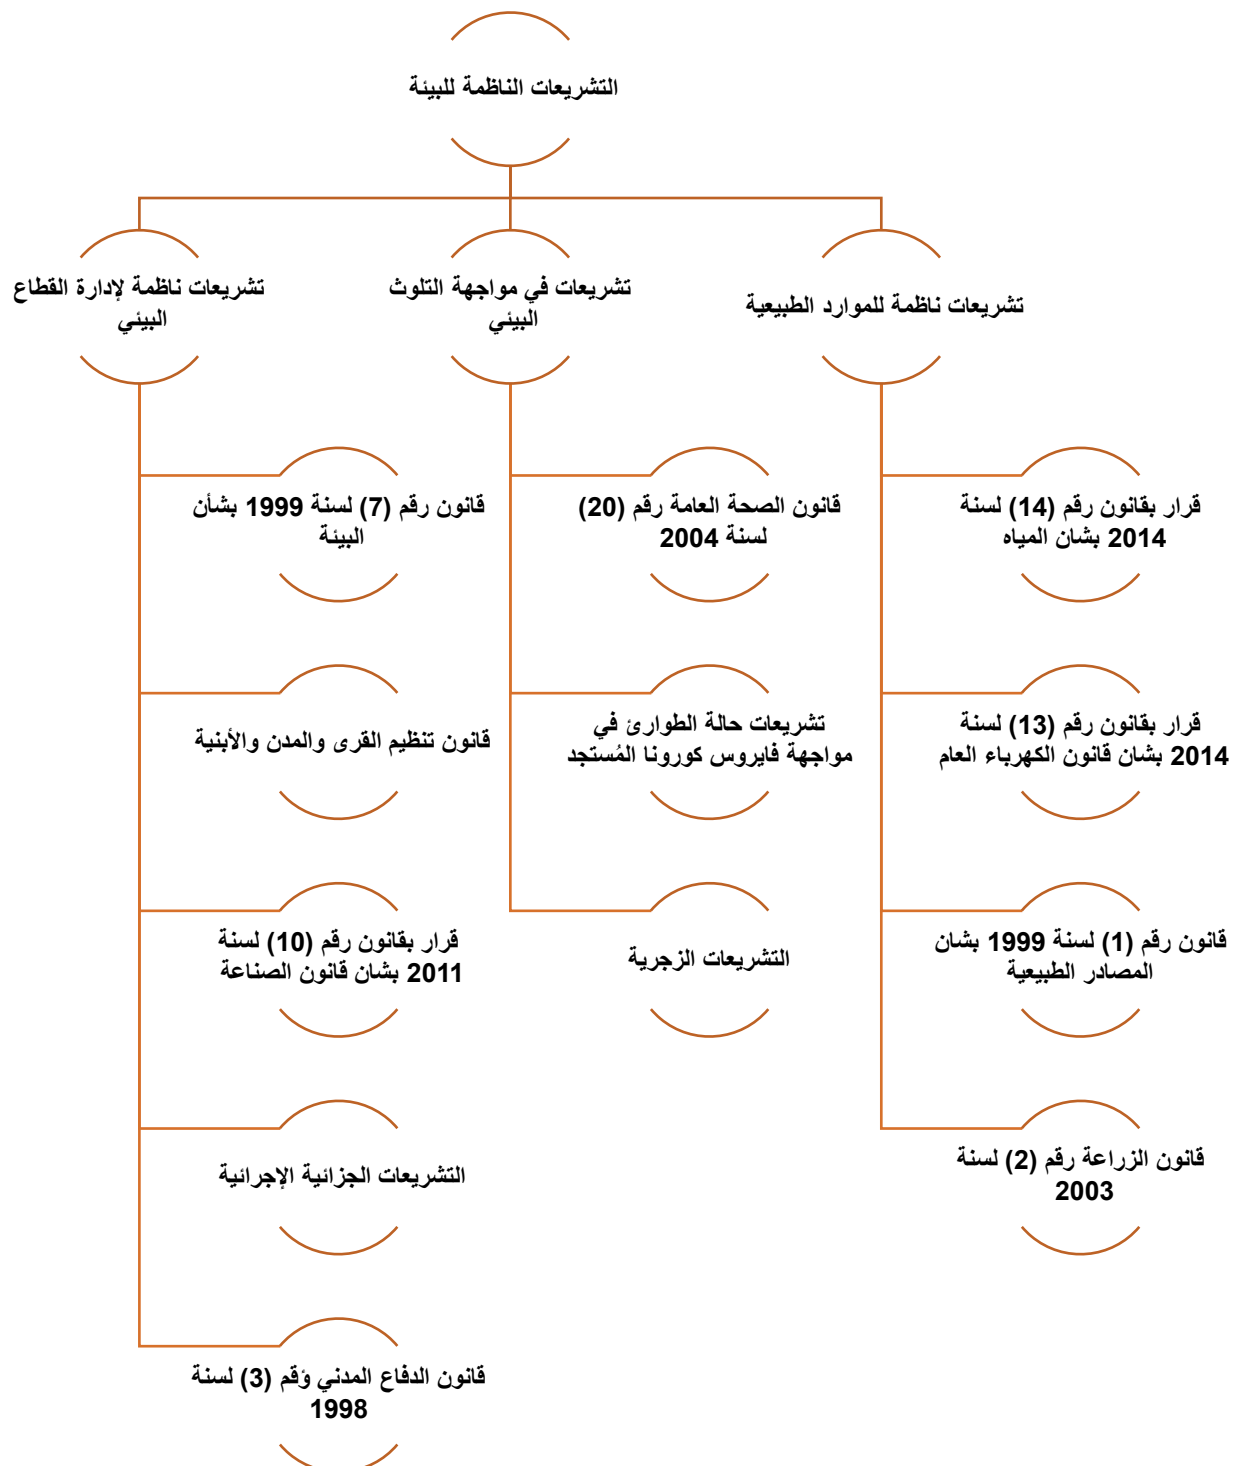 التشريعات الناظمة للبيئة
تشريعات ناظمة للموارد الطبيعية
قرار بقانون رقم (14) لسنة
2014 بشان المياه
قرار بقانون رقم (13) لسنة
2014 بشان قانون الكهرباء العام
قانون رقم (1) لسنة 1999 بشان
المصادر الطبيعية
قانون الزراعة رقم (2) لسنة
2003
تشريعات في مواجهة التلوث
البيئي
قانون الصحة العامة رقم (20)
لسنة 2004
تشريعات حالة الطوارئ في
مواجهة فايروس كورونا المُستجد
التشريعات الزجرية
تشريعات ناظمة لإدارة القطاع
البيئي
قانون رقم (7) لسنة 1999 بشأن
البيئة
قانون تنظيم القرى والمدن والأبنية
قرار بقانون رقم (10) لسنة
2011 بشان قانون الصناعة
التشريعات الجزائية الإجرائية
قانون الدفاع المدني ؤقم (3) لسنة
1998